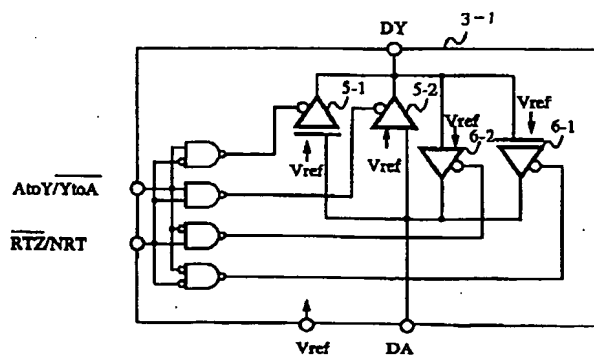 DY
3-1
5-1
5-2
Vref
Vref
6-1
6-2
Vref
Vref
AtoY/YtoA
RTZ/NRT
Vref
DA